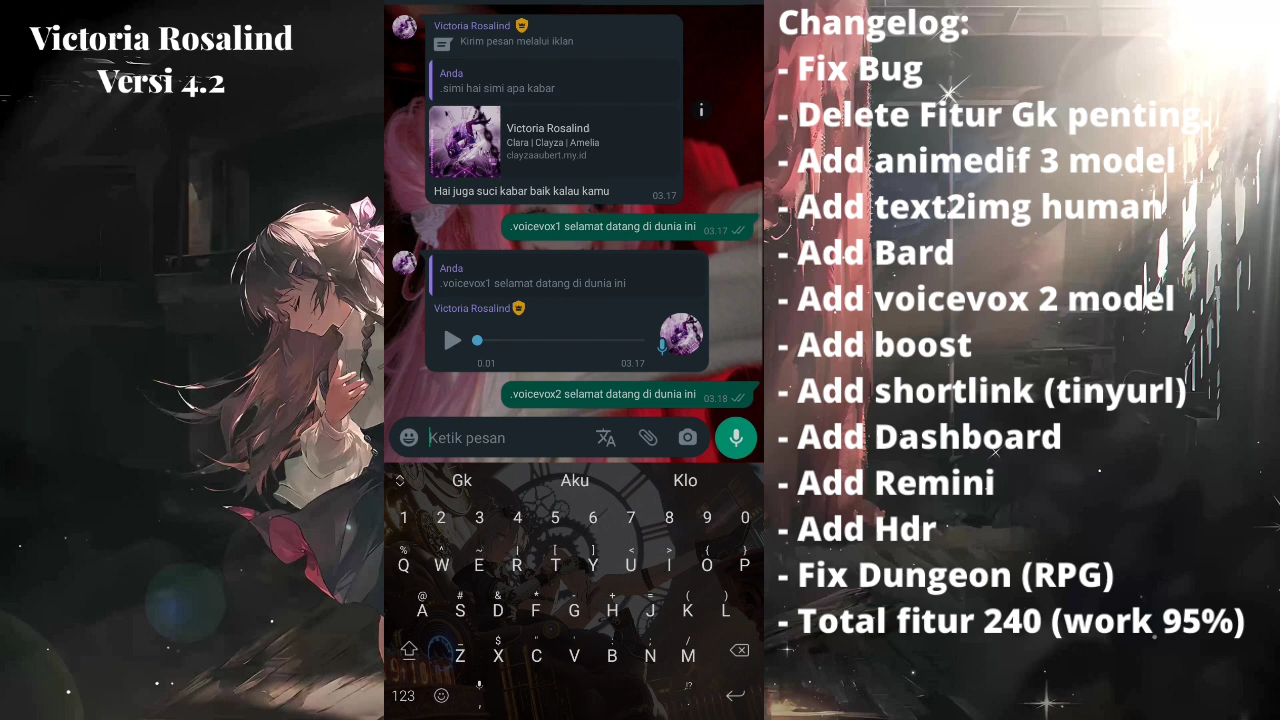 Victoria Rosalind
Versi 4.2
Victoria Rosalind
Kirim pesan melalui iklan
Anda
.simi hai simi apa kabar
Victoria Rosalind
Clara | Clayza | Amelia
clayzaaubert.my.id
Hai juga suci kabar baik kalau kamu
03.17
.voicevox1 selamat datang di dunia ini 03.17
Anda
.voicevox1 selamat datang di dunia ini
Victoria Rosalind
0.01 03.17
.voicevox2 selamat datang di dunia ini 03.18
Ketik pesan
Gk Aku Klo
1 2 3 4 5 6 7 8 9 0
% ^ ~ | [ ] < > { }
Q W E R T Y U I O P
@ # & * - + = ( )
A S D F G H J K L
_ $ " ' : ; /
Z X C V B N M
123 , !?
Changelog:
- Fix Bug
- Delete Fitur Gk penting.
- Add animedif 3 model
- Add text2img human
- Add Bard
- Add voicevox 2 model
- Add boost
- Add shortlink (tinyurl)
- Add Dashboard
- Add Remini
- Add Hdr
- Fix Dungeon (RPG)
- Total fitur 240 (work 95%)